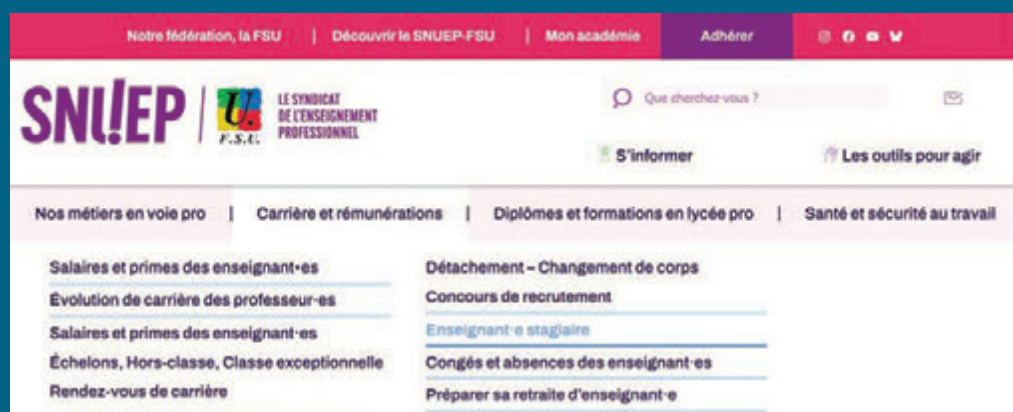 Notre fédération, la FSU | Découvrir le SNUEP-FSU | Mon académie Adhérer
SNUEP U. F.S.U. LE SYNDICAT
DE L'ENSEIGNEMENT
PROFESSIONNEL
Que cherchez-vous ?
S'informer Les outils pour agir
Nos métiers en voie pro | Carrière et rémunérations | Diplômes et formations en lycée pro | Santé et sécurité au travail
Salaires et primes des enseignant•es
Évolution de carrière des professeur·es
Salaires et primes des enseignant·es
Échelons, Hors-classe, Classe exceptionnelle
Rendez-vous de carrière
Détachement – Changement de corps
Concours de recrutement
Enseignant·e stagiaire
Congés et absences des enseignant·es
Préparer sa retraite d'enseignant·e